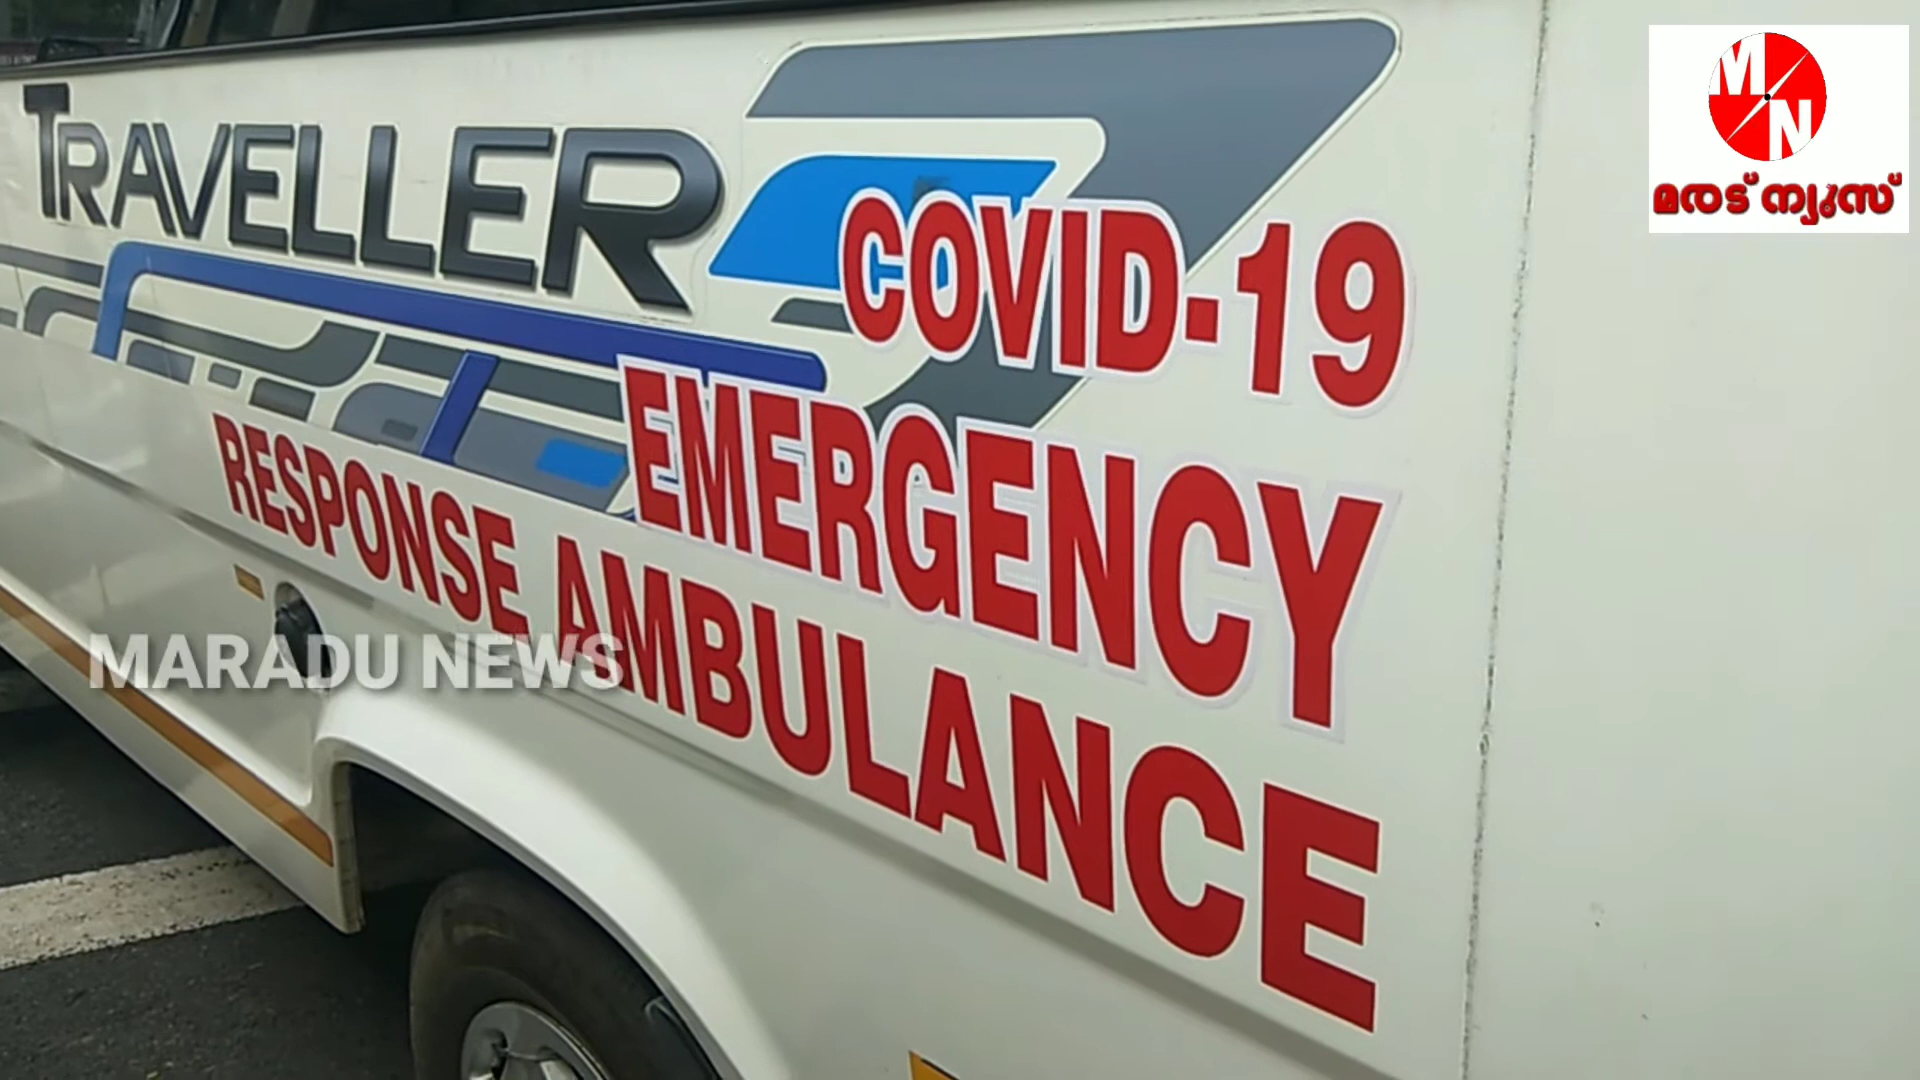 TRAVELLER
COVID-19
EMERGENCY
RESPONSE AMBULANCE
MARADU NEWS
MN
മരട് ന്യൂസ്